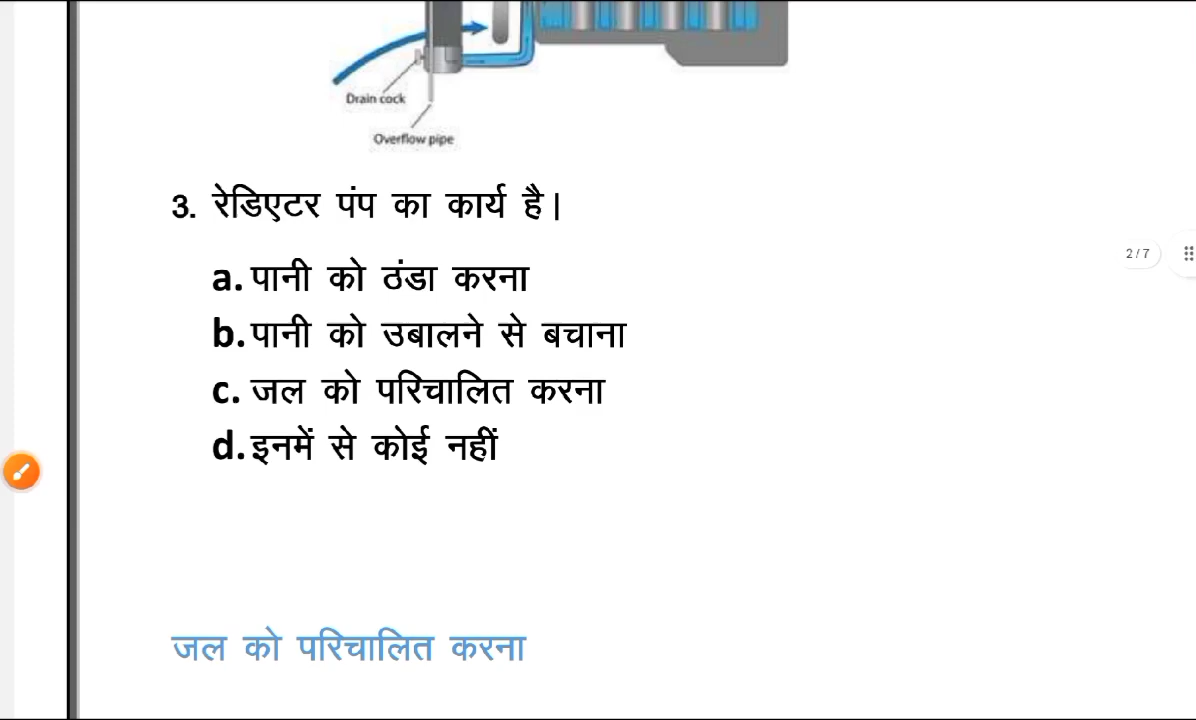 Drain cock
Overflow pipe
3. रेडिएटर पंप का कार्य है|
2 / 7
a. पानी को ठंडा करना
b. पानी को उबालने से बचाना
c. जल को परिचालित करना
d. इनमें से कोई नहीं
जल को परिचालित करना